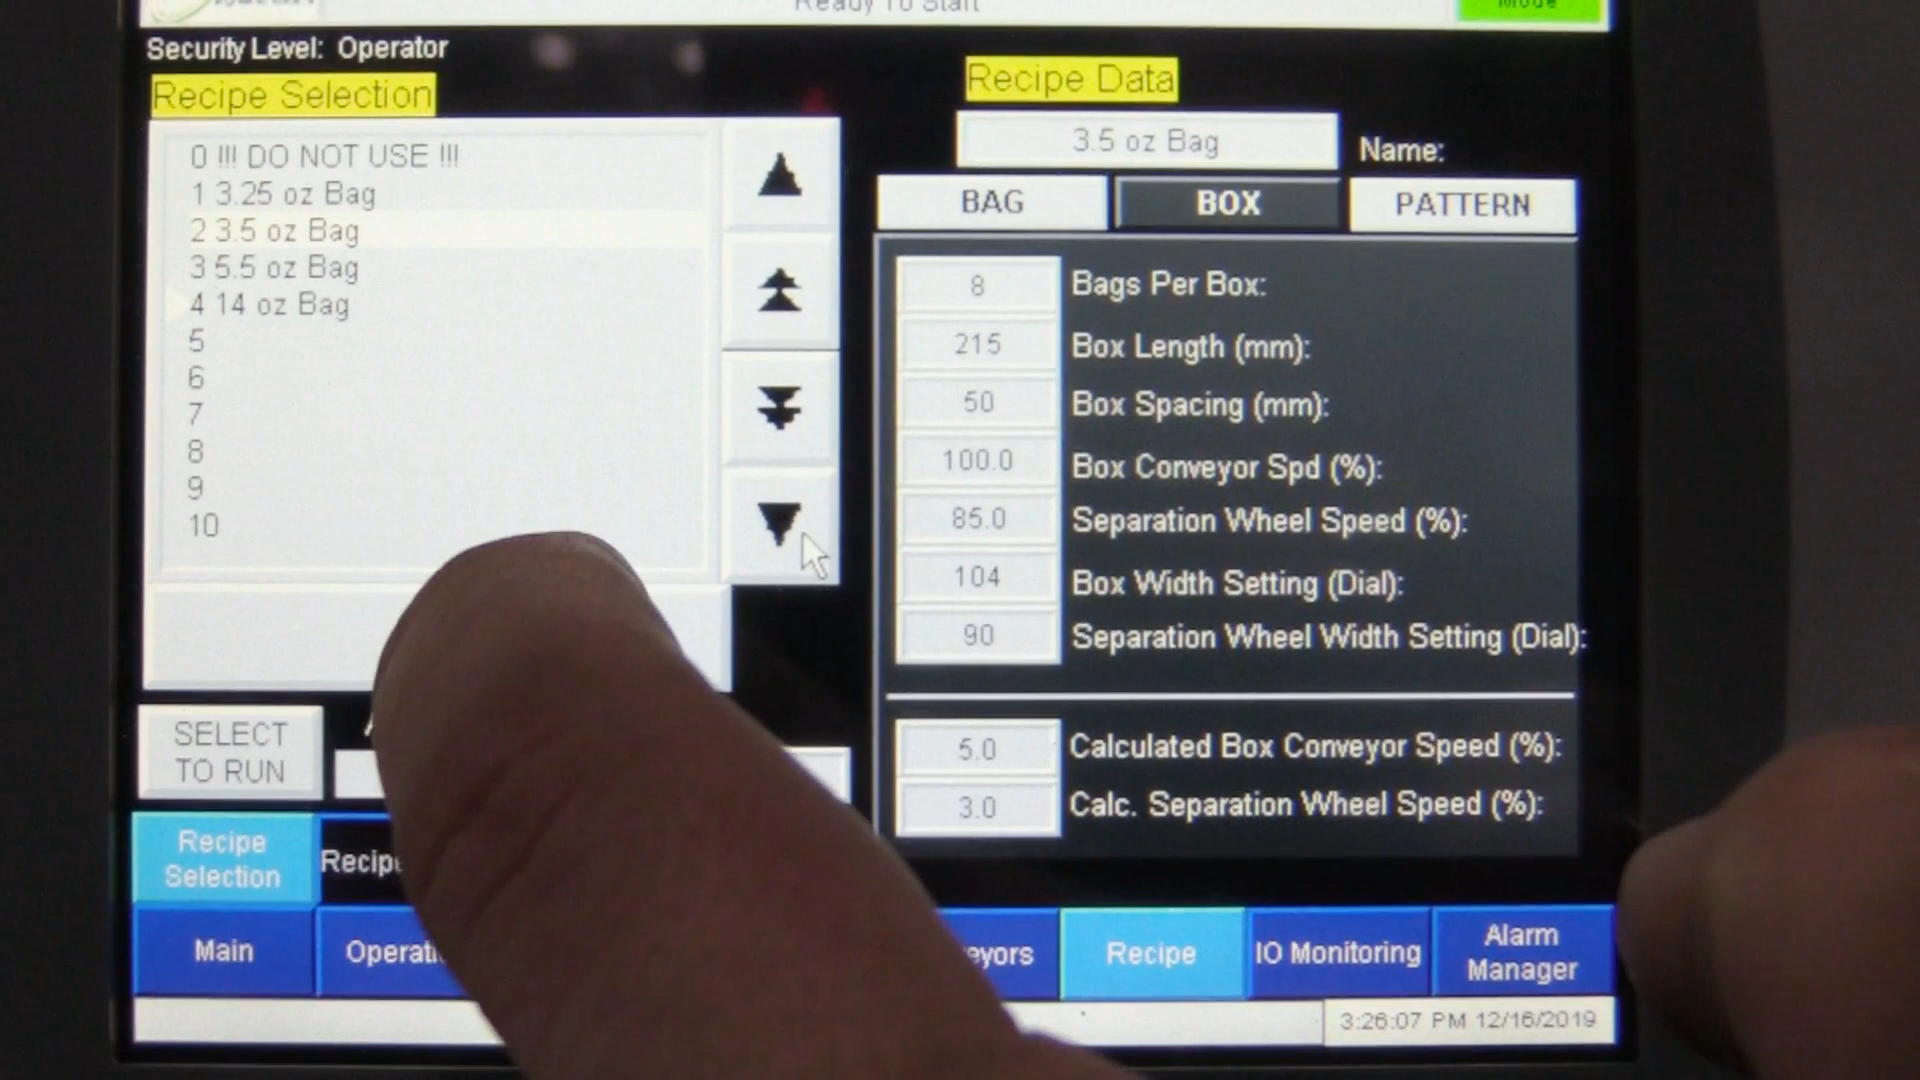 Ready To Start
Mode
Security Level: Operator
Recipe Selection
0 !!! DO NOT USE !!!
1 3.25 oz Bag
2 3.5 oz Bag
3 5.5 oz Bag
4 14 oz Bag
5
6
7
8
9
10
SELECT
TO RUN
Recipe Data
3.5 oz Bag Name:
BAG BOX PATTERN
8 Bags Per Box:
215 Box Length (mm):
50 Box Spacing (mm):
100.0 Box Conveyor Spd (%):
85.0 Separation Wheel Speed (%):
104 Box Width Setting (Dial):
90 Separation Wheel Width Setting (Dial):
5.0 Calculated Box Conveyor Speed (%):
3.0 Calc. Separation Wheel Speed (%):
Recipe
Selection
Recipe
Main
Recipe
IO Monitoring
Alarm
Manager
3:26:07 PM 12/16/2019